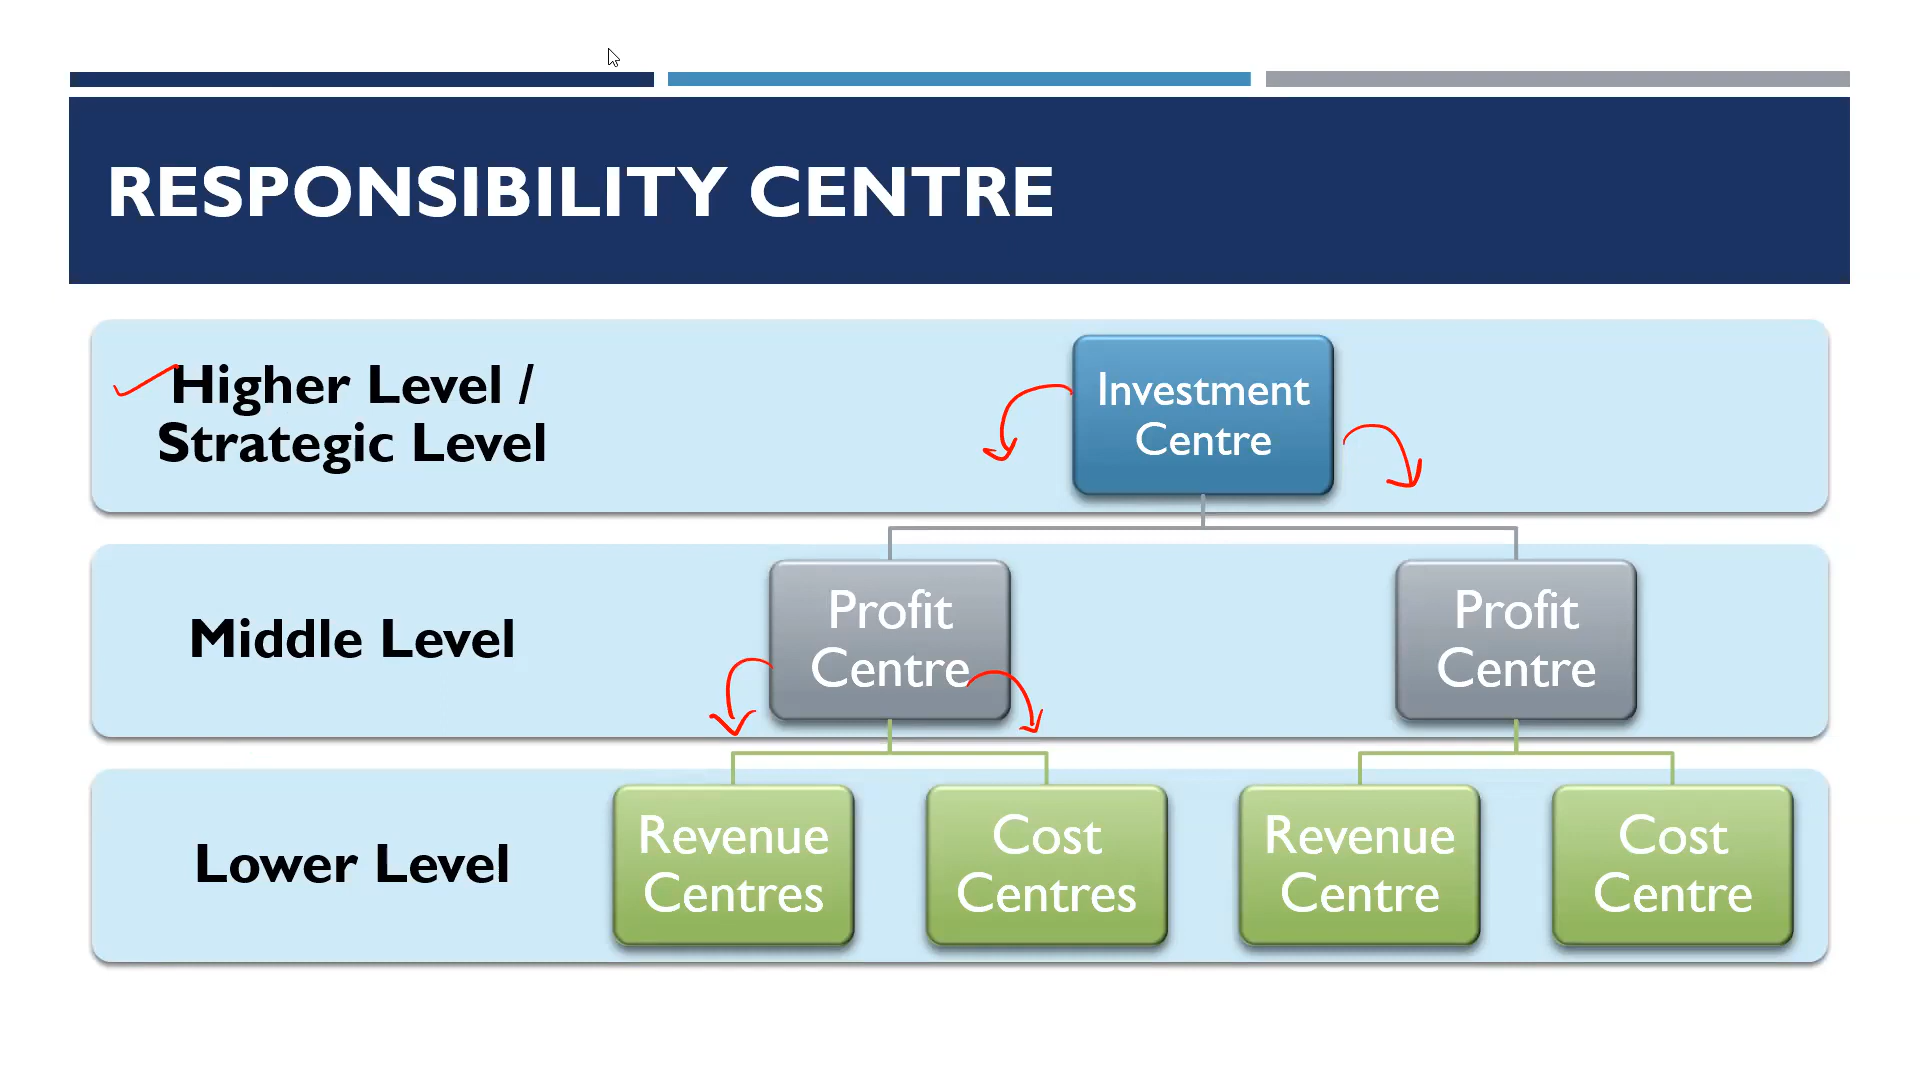 RESPONSIBILITY CENTRE
Higher Level /
Strategic Level
Investment
Centre
Middle Level
Profit
Centre
Profit
Centre
Lower Level
Revenue
Centres
Cost
Centres
Revenue
Centre
Cost
Centre